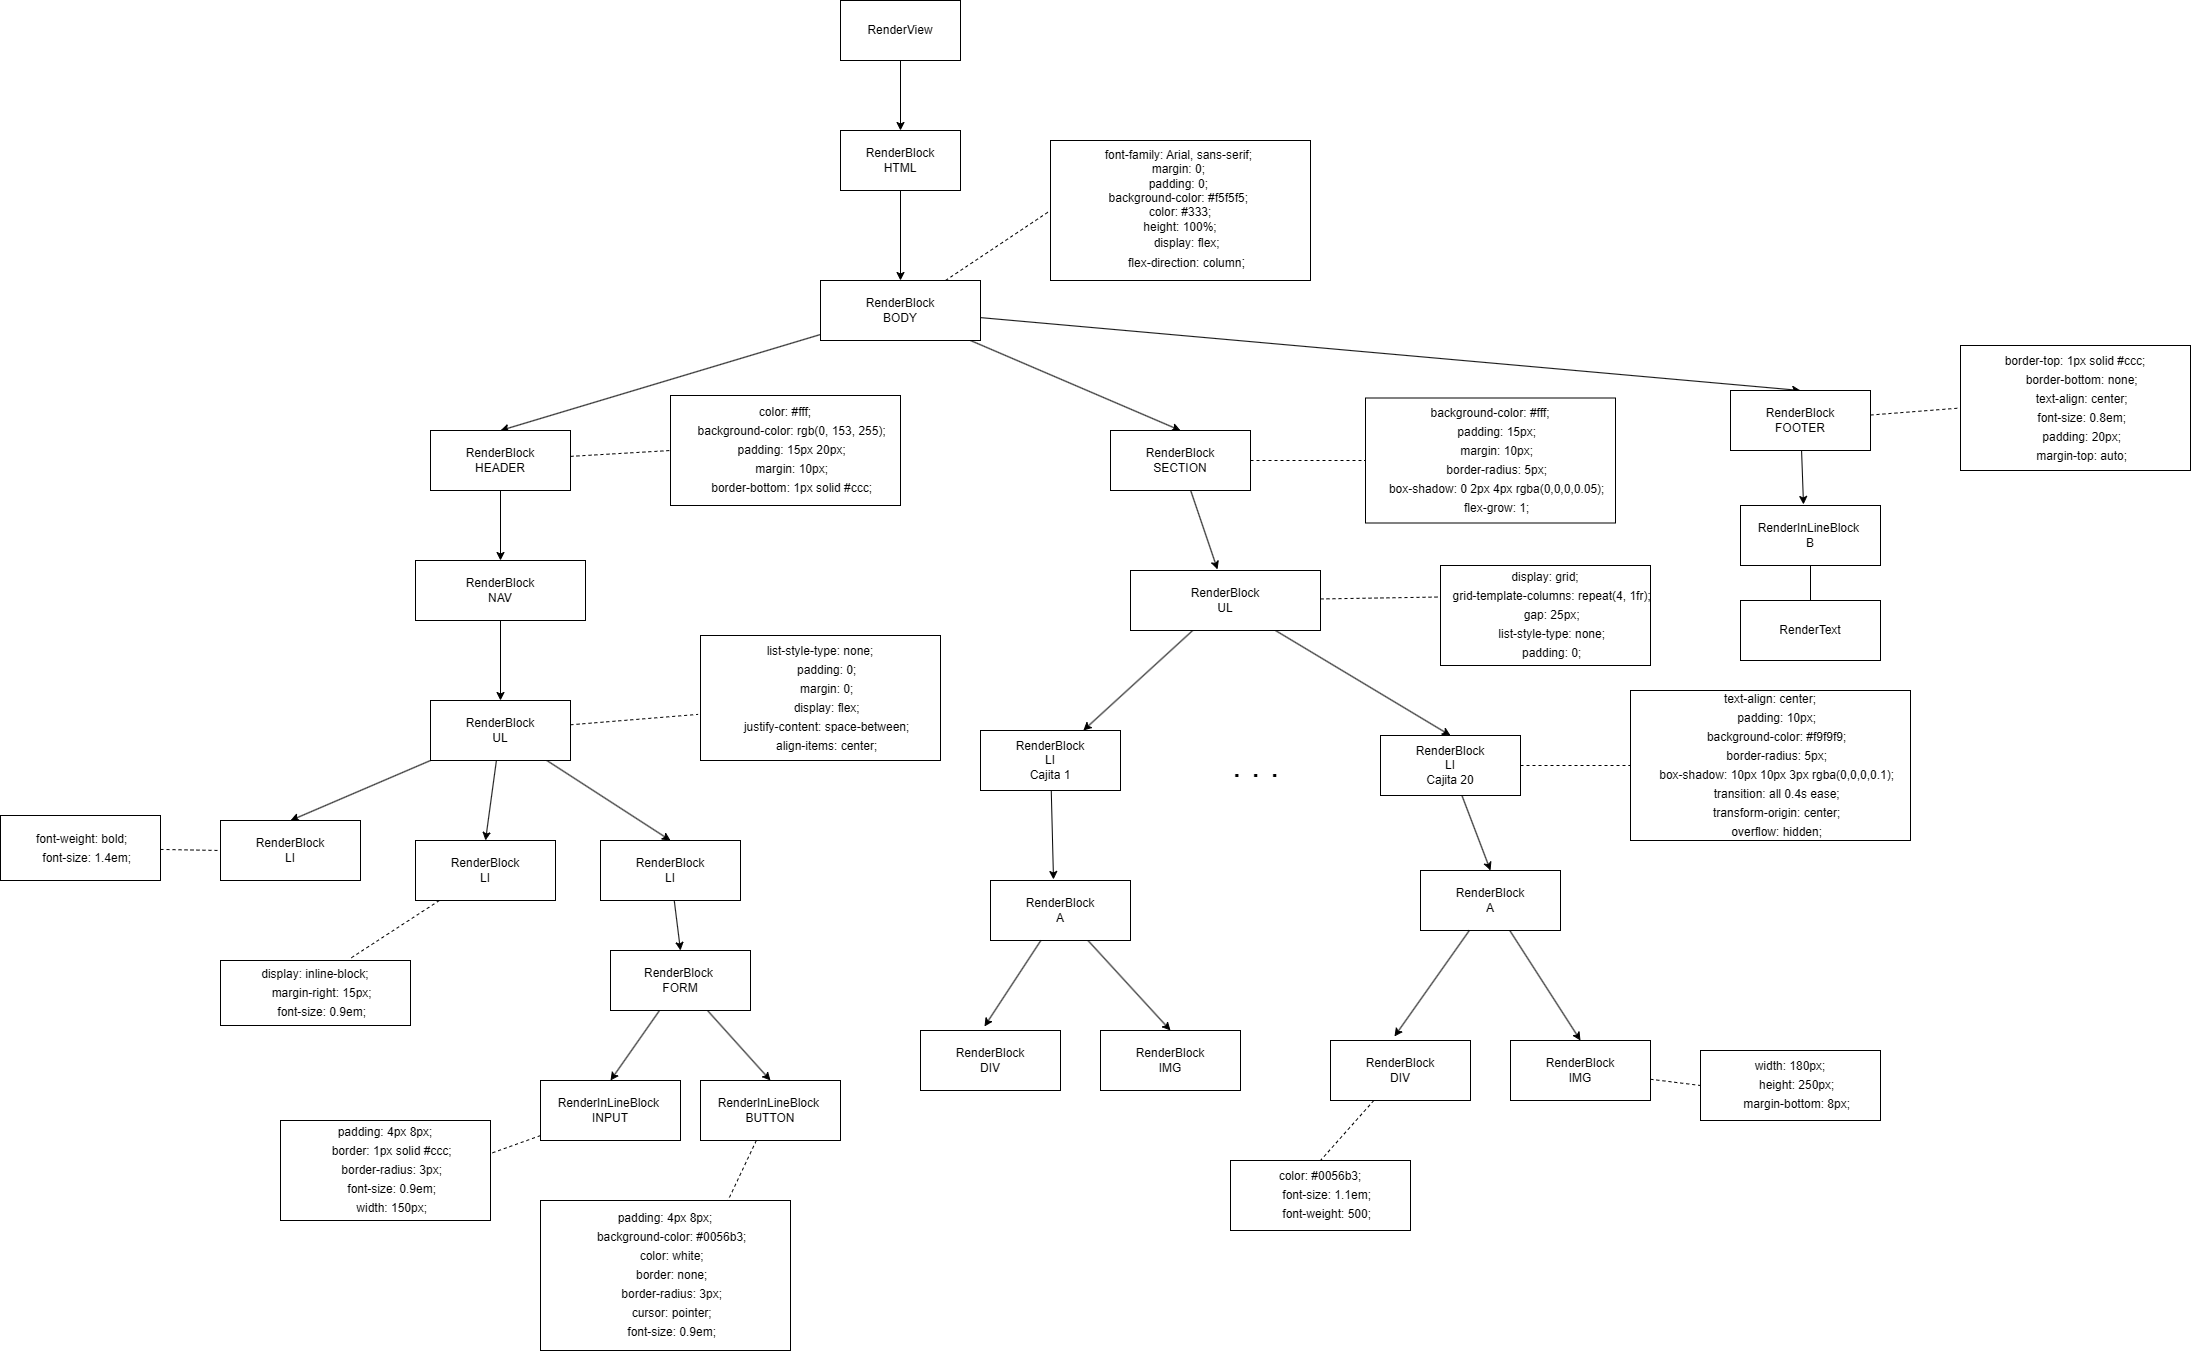 RenderView
RenderBlock
HTML
font-family: Arial, sans-serif;
margin: 0;
padding: 0;
background-color: #f5f5f5;
color: #333;
height: 100%;
display: flex;
flex-direction: column;
RenderBlock
BODY
border-top: 1px solid #ccc;
border-bottom: none;
text-align: center;
font-size: 0.8em;
padding: 20px;
margin-top: auto;
RenderBlock
HEADER
color: #fff;
background-color: rgb(0, 153, 255);
padding: 15px 20px;
margin: 10px;
border-bottom: 1px solid #ccc;
RenderBlock
SECTION
background-color: #fff;
padding: 15px;
margin: 10px;
border-radius: 5px;
box-shadow: 0 2px 4px rgba(0,0,0,0.05);
flex-grow: 1;
RenderBlock
FOOTER
RenderInLineBlock
B
RenderText
RenderBlock
NAV
RenderBlock
UL
display: grid;
grid-template-columns: repeat(4, 1fr);
gap: 25px;
list-style-type: none;
padding: 0;
RenderBlock
UL
list-style-type: none;
padding: 0;
margin: 0;
display: flex;
justify-content: space-between;
align-items: center;
RenderBlock
LI
Cajita 1
. . .
RenderBlock
LI
Cajita 20
text-align: center;
padding: 10px;
background-color: #f9f9f9;
border-radius: 5px;
box-shadow: 10px 10px 3px rgba(0,0,0,0.1);
transition: all 0.4s ease;
transform-origin: center;
overflow: hidden;
font-weight: bold;
font-size: 1.4em;
RenderBlock
LI
RenderBlock
LI
RenderBlock
LI
RenderBlock
A
RenderBlock
A
display: inline-block;
margin-right: 15px;
font-size: 0.9em;
RenderBlock
FORM
RenderBlock
DIV
RenderBlock
IMG
RenderBlock
DIV
RenderBlock
IMG
width: 180px;
height: 250px;
margin-bottom: 8px;
RenderInLineBlock
INPUT
RenderInLineBlock
BUTTON
padding: 4px 8px;
border: 1px solid #ccc;
border-radius: 3px;
font-size: 0.9em;
width: 150px;
color: #0056b3;
font-size: 1.1em;
font-weight: 500;
padding: 4px 8px;
background-color: #0056b3;
color: white;
border: none;
border-radius: 3px;
cursor: pointer;
font-size: 0.9em;